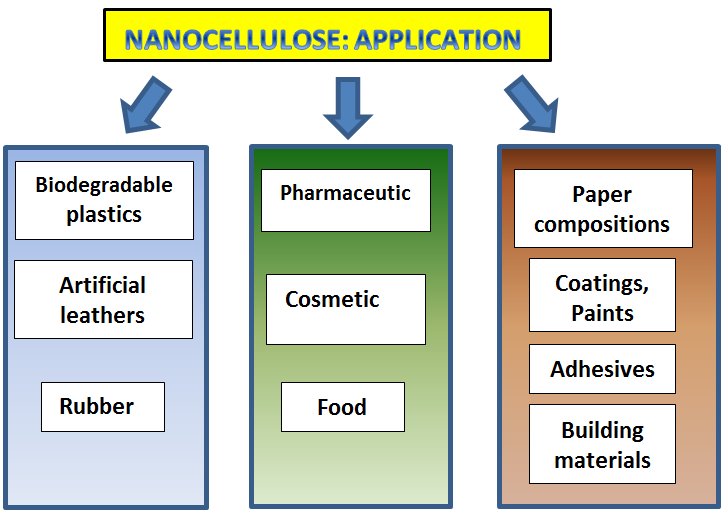 NANOCELLULOSE: APPLICATION
Biodegradable
plastics
Artificial
leathers
Rubber
Pharmaceutic
Cosmetic
Food
Paper
compositions
Coatings,
Paints
Adhesives
Building
materials